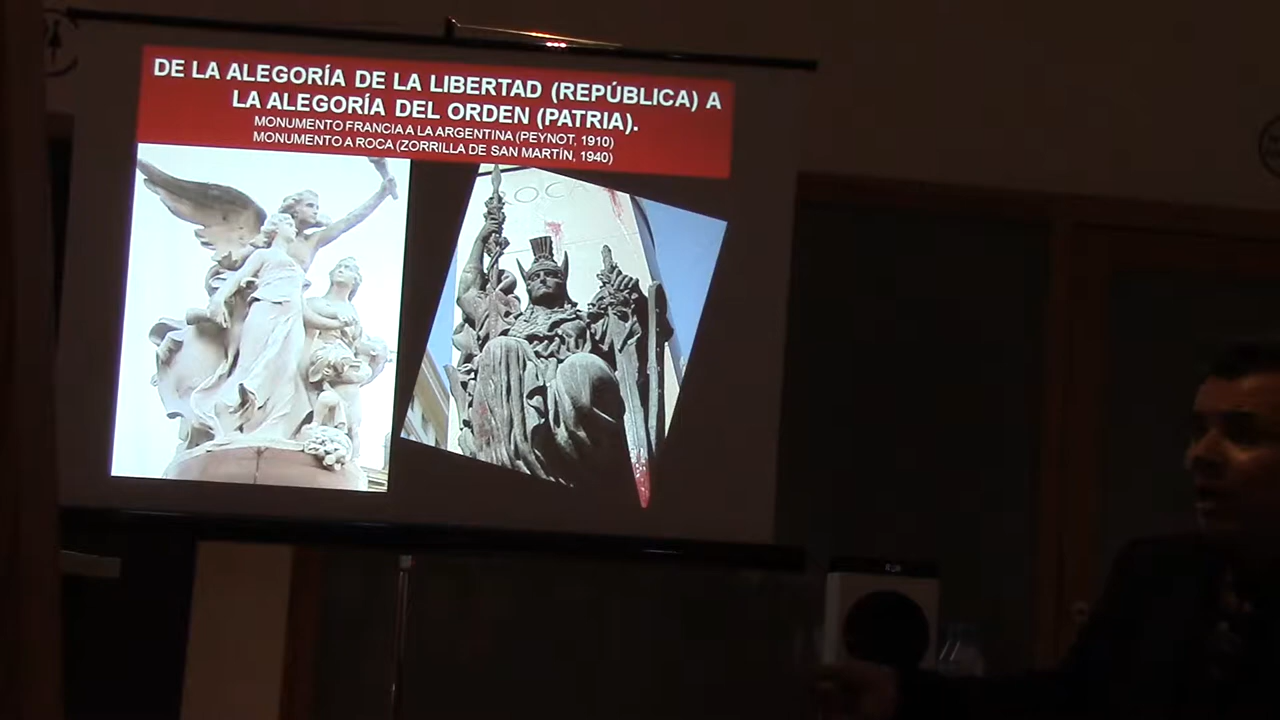 DE LA ALEGORÍA DE LA LIBERTAD (REPÚBLICA) A
LA ALEGORÍA DEL ORDEN (PATRIA).
MONUMENTO FRANCIA A LA ARGENTINA (PEYNOT, 1910)
MONUMENTO A ROCA (ZORRILLA DE SAN MARTÍN, 1940)
ROCA